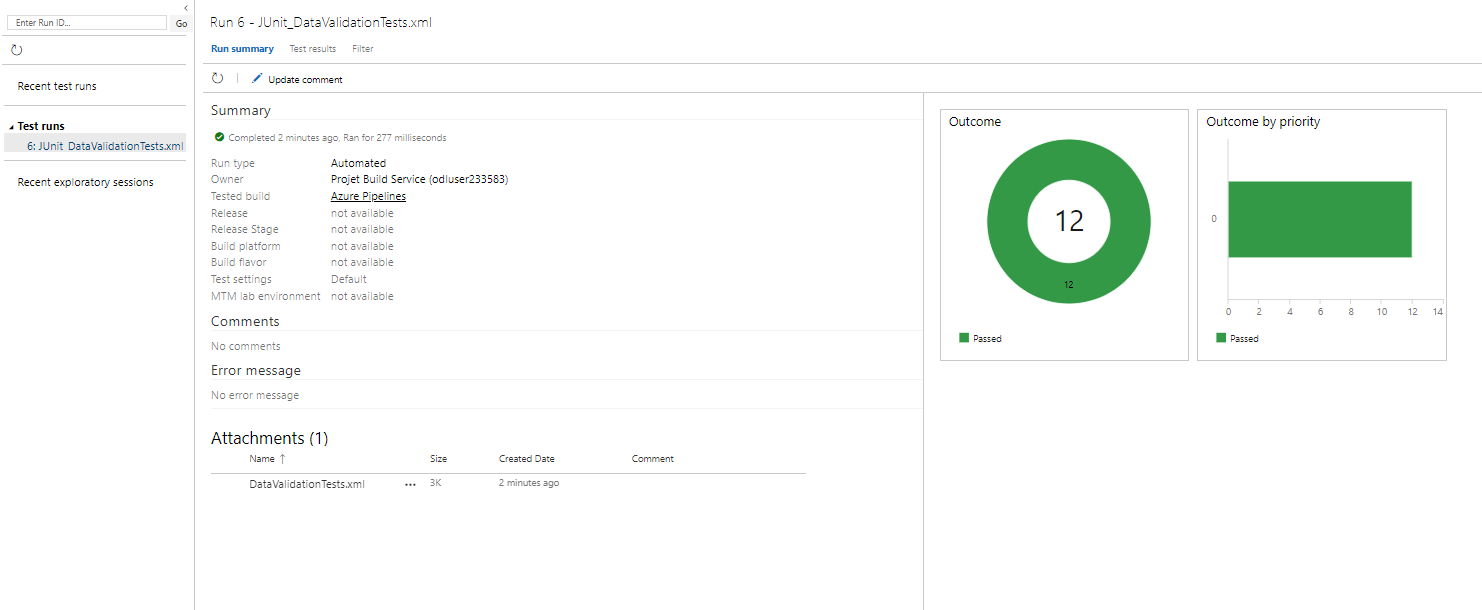 Enter Run ID...
Go
Recent test runs
Test runs
6: JUnit_DataValidationTests.xml
Recent exploratory sessions
Run 6 - JUnit_DataValidationTests.xml
Run summary Test results Filter
Update comment
Summary
Completed 2 minutes ago, Ran for 277 milliseconds
Run type Automated
Owner Projet Build Service (odluser233583)
Tested build Azure Pipelines
Release not available
Release Stage not available
Build platform not available
Build flavor not available
Test settings Default
MTM lab environment not available
Comments
No comments
Error message
No error message
Attachments (1)
Name ↑ Size Created Date Comment
DataValidationTests.xml ... 3K 2 minutes ago
Outcome
12
12
Passed
Outcome by priority
0
0 2 4 6 8 10 12 14
Passed